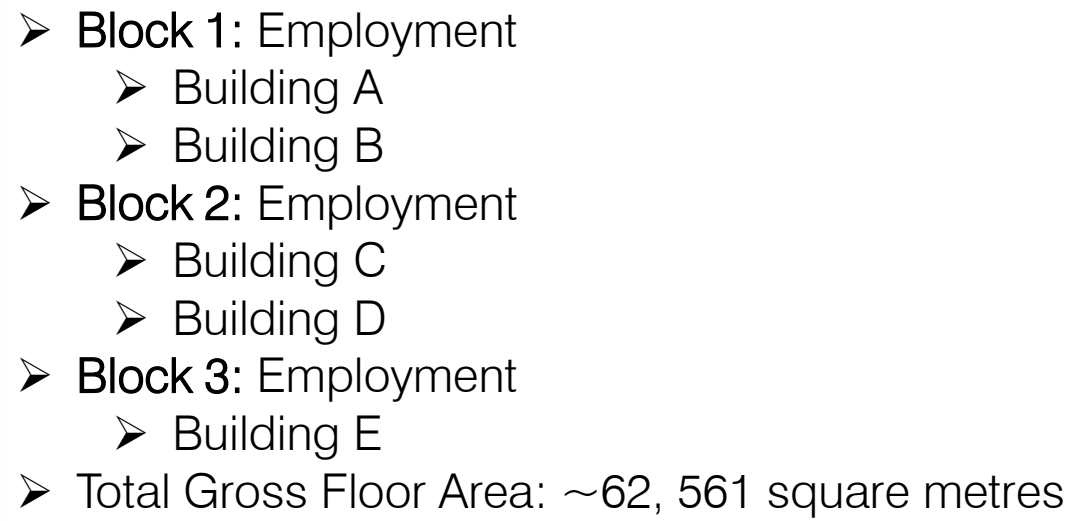 ➢ Block 1: Employment
➢ Building A
➢ Building B
➢ Block 2: Employment
➢ Building C
➢ Building D
➢ Block 3: Employment
➢ Building E
➢ Total Gross Floor Area: ~62, 561 square metres